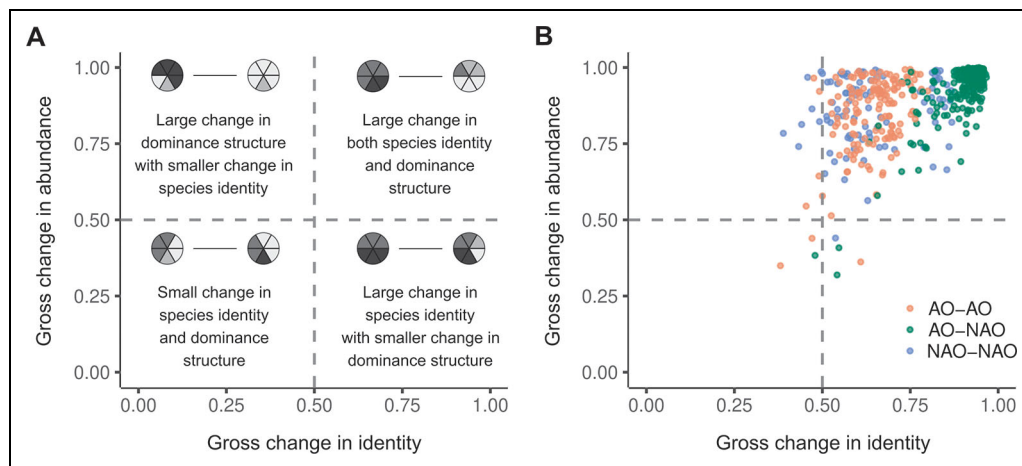 A
Gross change in abundance
1.00
0.75
0.50
0.25
0.00
Large change in
dominance structure
with smaller change in
species identity
Large change in
both species identity
and dominance
structure
Small change in
species identity
and dominance
structure
Large change in
species identity
with smaller change in
dominance structure
0.00 0.25 0.50 0.75 1.00
Gross change in identity
B
Gross change in abundance
1.00
0.75
0.50
0.25
0.00
AO–AO
AO–NAO
NAO–NAO
0.00 0.25 0.50 0.75 1.00
Gross change in identity